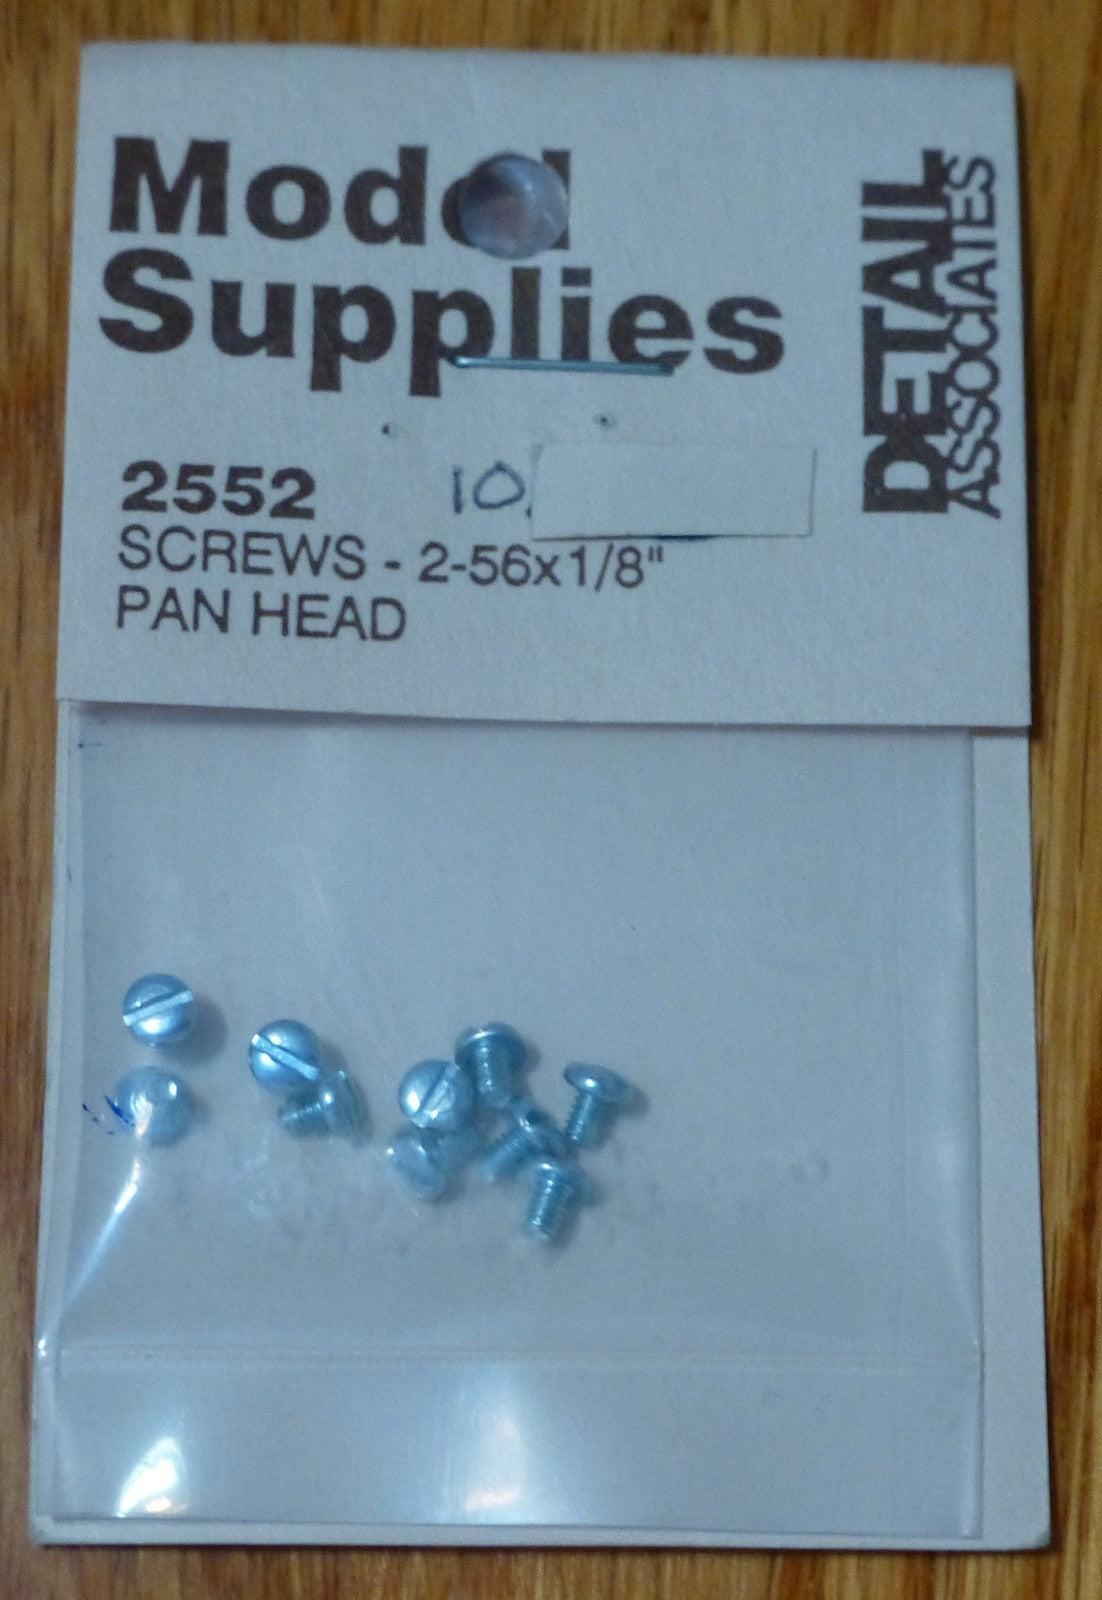 Model
Supplies
DETAIL
ASSOCIATES
2552
10.
SCREWS - 2-56x1/8"
PAN HEAD